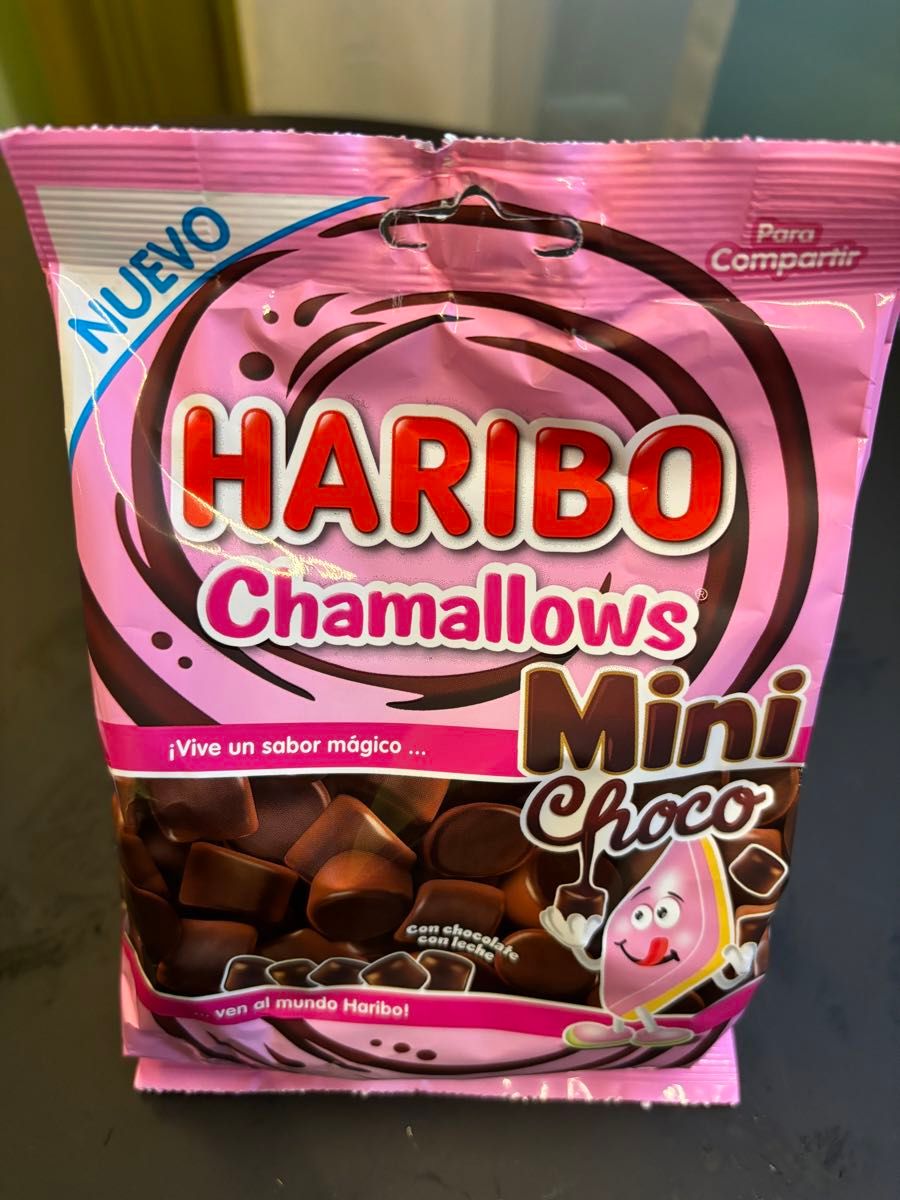 NUEVO
Para
Compartir
HARIBO
Chamallows®
Mini
Choco
¡Vive un sabor mágico ...
con chocolate
con leche
... ven al mundo Haribo!